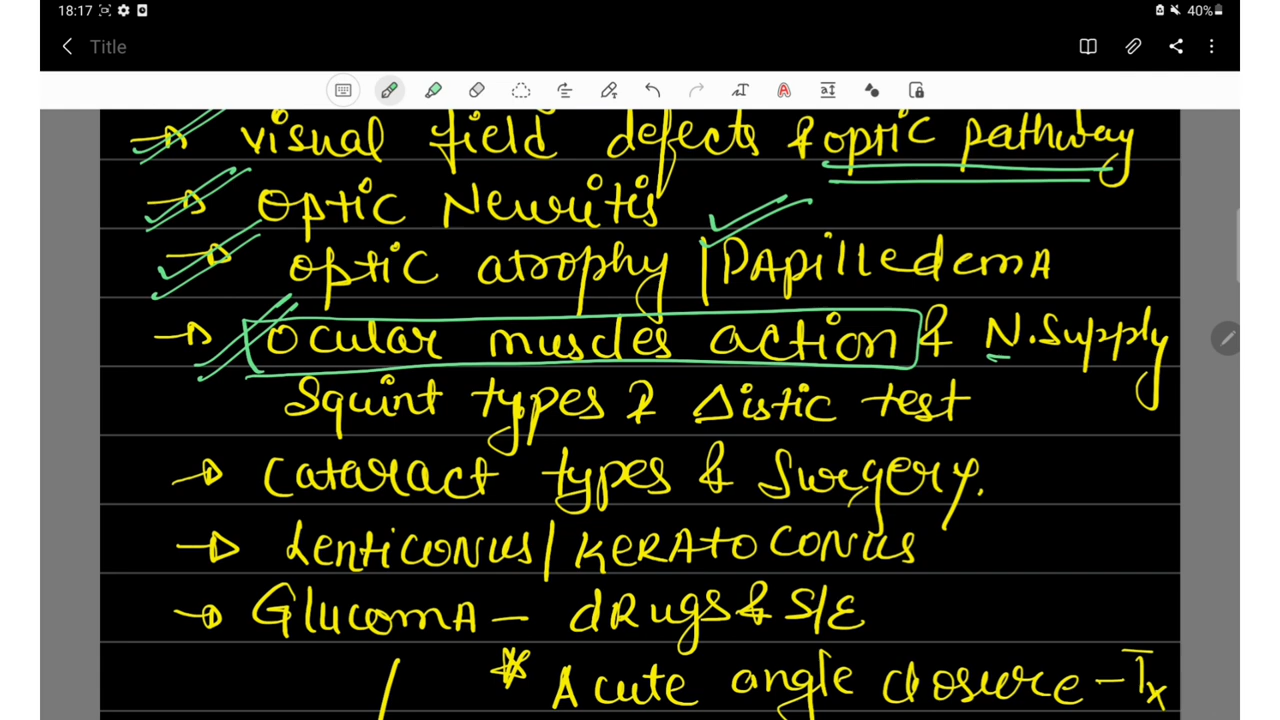 18:17 40%
Title
→ visual field defects & optic pathway
→ optic Neuritis
→ optic atrophy | PApilledemA
→ ocular muscles action & N. Supply
Squint types & Δistic test
→ Cataract types & Surgery.
→ Lenticonus / KERAtoconus
→ GlucomA – dRugs & S/E
* Acute angle closure – Tx